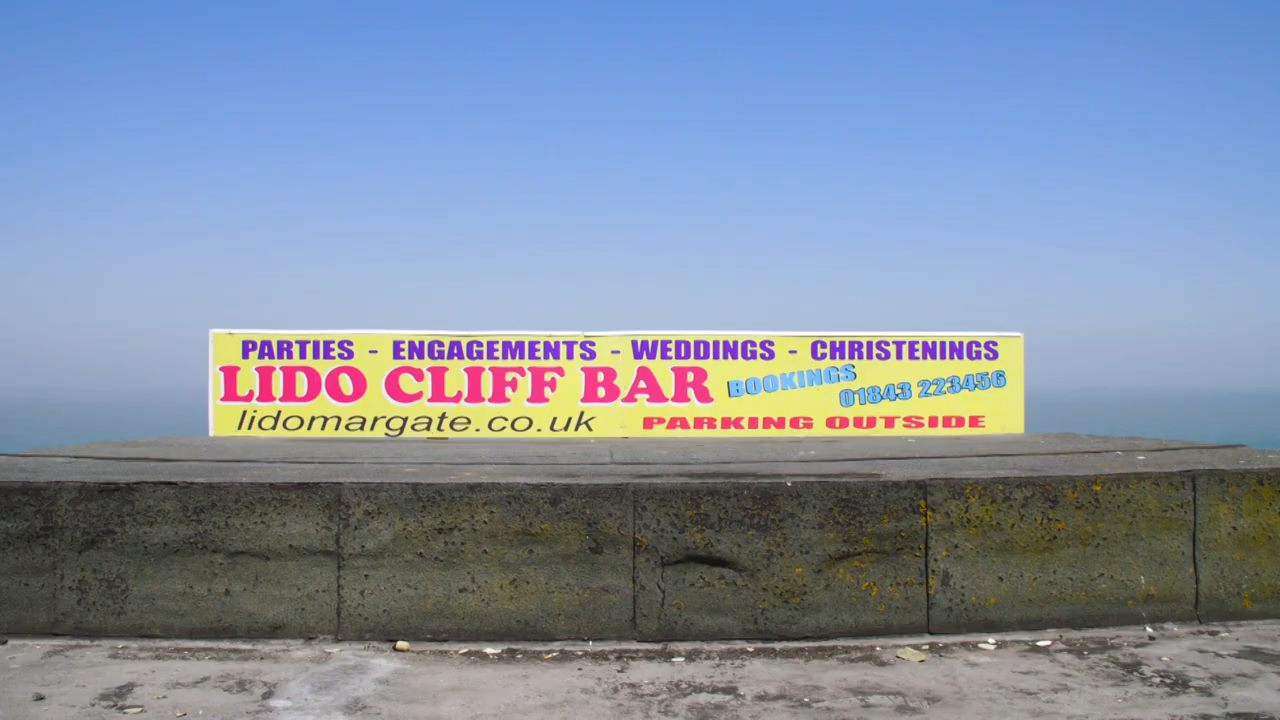 PARTIES - ENGAGEMENTS - WEDDINGS - CHRISTENINGS
LIDO CLIFF BAR
BOOKINGS
01843 223456
lidomargate.co.uk
PARKING OUTSIDE